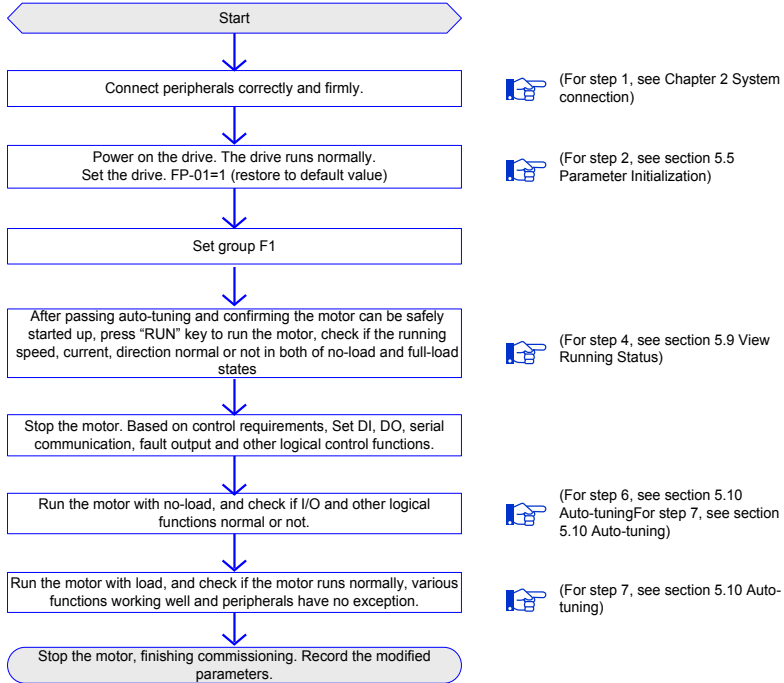 Start
Connect peripherals correctly and firmly.
(For step 1, see Chapter 2 System
connection)
Power on the drive. The drive runs normally.
Set the drive. FP-01=1 (restore to default value)
(For step 2, see section 5.5
Parameter Initialization)
Set group F1
After passing auto-tuning and confirming the motor can be safely
started up, press “RUN” key to run the motor, check if the running
speed, current, direction normal or not in both of no-load and full-load
states
(For step 4, see section 5.9 View
Running Status)
Stop the motor. Based on control requirements, Set DI, DO, serial
communication, fault output and other logical control functions.
Run the motor with no-load, and check if I/O and other logical
functions normal or not.
(For step 6, see section 5.10
Auto-tuningFor step 7, see section
5.10 Auto-tuning)
Run the motor with load, and check if the motor runs normally, various
functions working well and peripherals have no exception.
(For step 7, see section 5.10 Auto-
tuning)
Stop the motor, finishing commissioning. Record the modified
parameters.